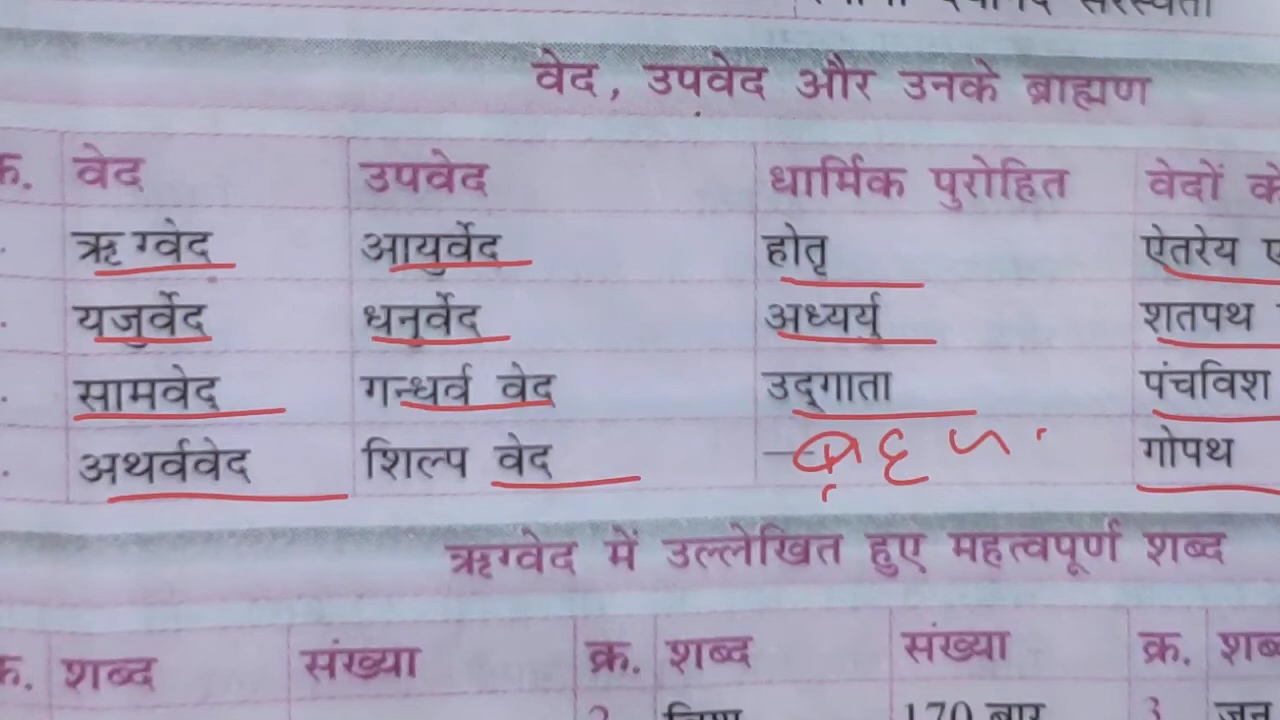 वेद, उपवेद और उनके ब्राह्मण
क्र. वेद उपवेद धार्मिक पुरोहित वेदों के
ऋग्वेद आयुर्वेद होतृ ऐतरेय
यजुर्वेद धनुर्वेद अध्यर्यु शतपथ
सामवेद गन्धर्व वेद उद्गाता पंचविश
अथर्ववेद शिल्प वेद – गोपथ
ऋग्वेद में उल्लेखित हुए महत्वपूर्ण शब्द
क्र. शब्द संख्या क्र. शब्द संख्या क्र.
170 बार